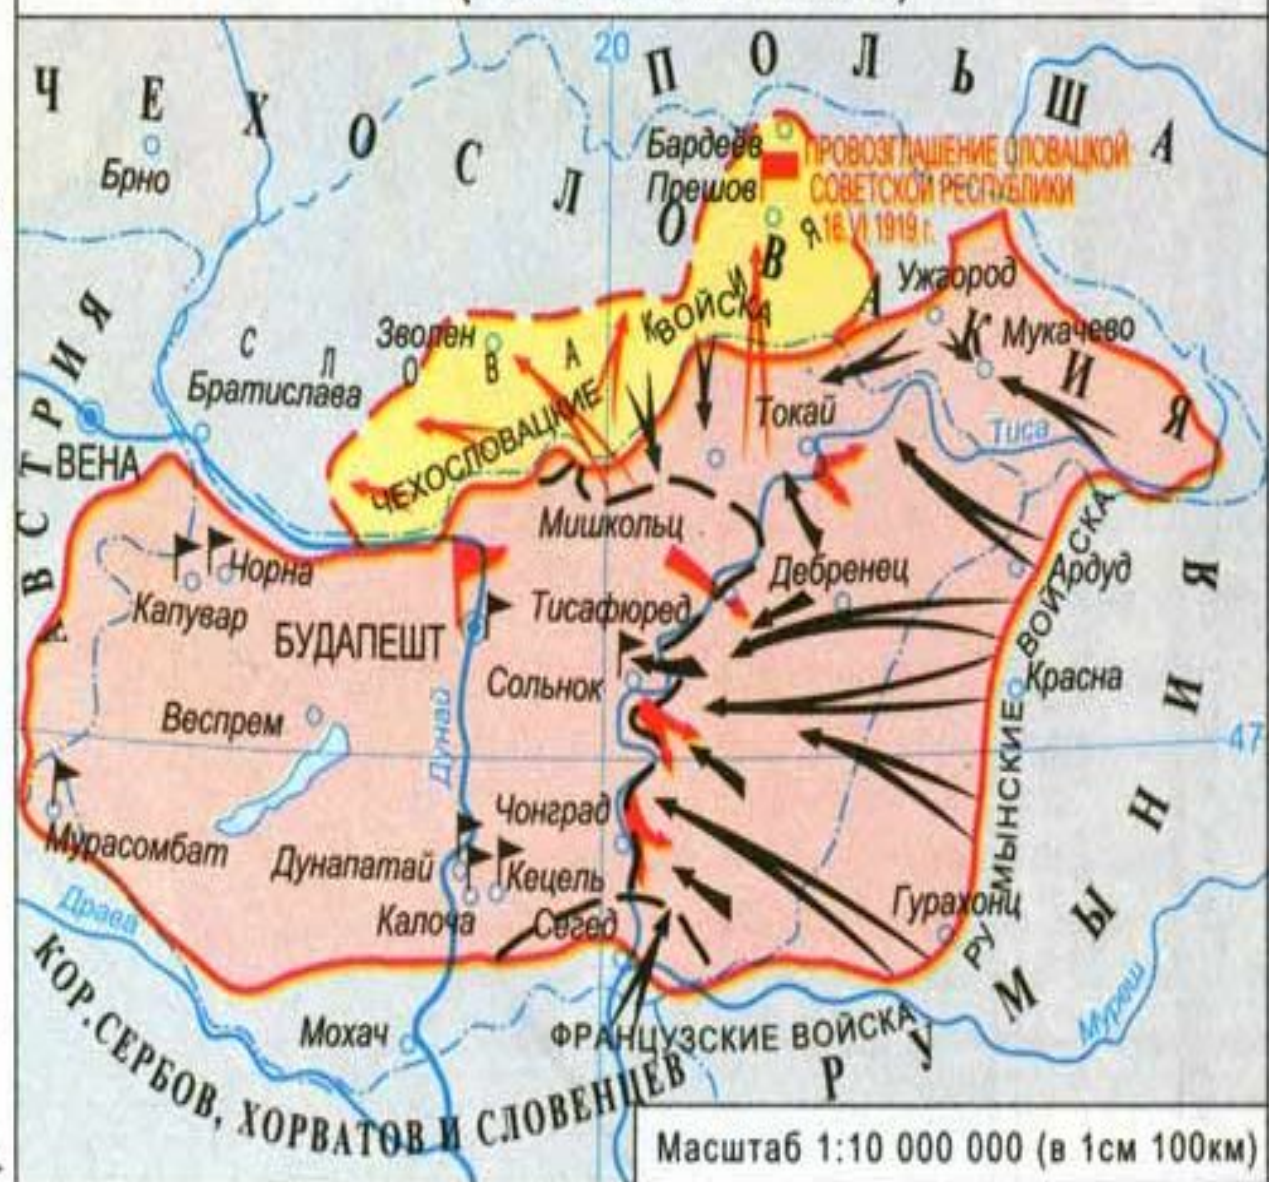 ПОЛЬША
20
ЧЕХОСЛОВАКИЯ
Брно
Бардеёв
Прешов
ПРОВОЗГЛАШЕНИЕ СЛОВАЦКОЙ
СОВЕТСКОЙ РЕСПУБЛИКИ
16.VI 1919 г.
АВСТРИЯ
СЛОВАКИЯ
Ужгород
Мукачево
Зволен
Братислава
ВЕНА
ЧЕХОСЛОВАЦКИЕ ВОЙСКА
Токай
Тиса
Мишкольц
Чорна
Капувар
БУДАПЕШТ
Тисафюред
Дебренец
Ардуд
Сольнок
Красна
Веспрем
Дунай
47
РУМЫНСКИЕ ВОЙСКА
РУМЫНИЯ
Чонград
Мурасомбат
Дунапатай
Кецель
Калоча
Сегед
Гурахонц
Драва
Муреш
Мохач
ФРАНЦУЗСКИЕ ВОЙСКА
КОР.СЕРБОВ, ХОРВАТОВ И СЛОВЕНЦЕВ
Масштаб 1:10 000 000 (в 1см 100км)